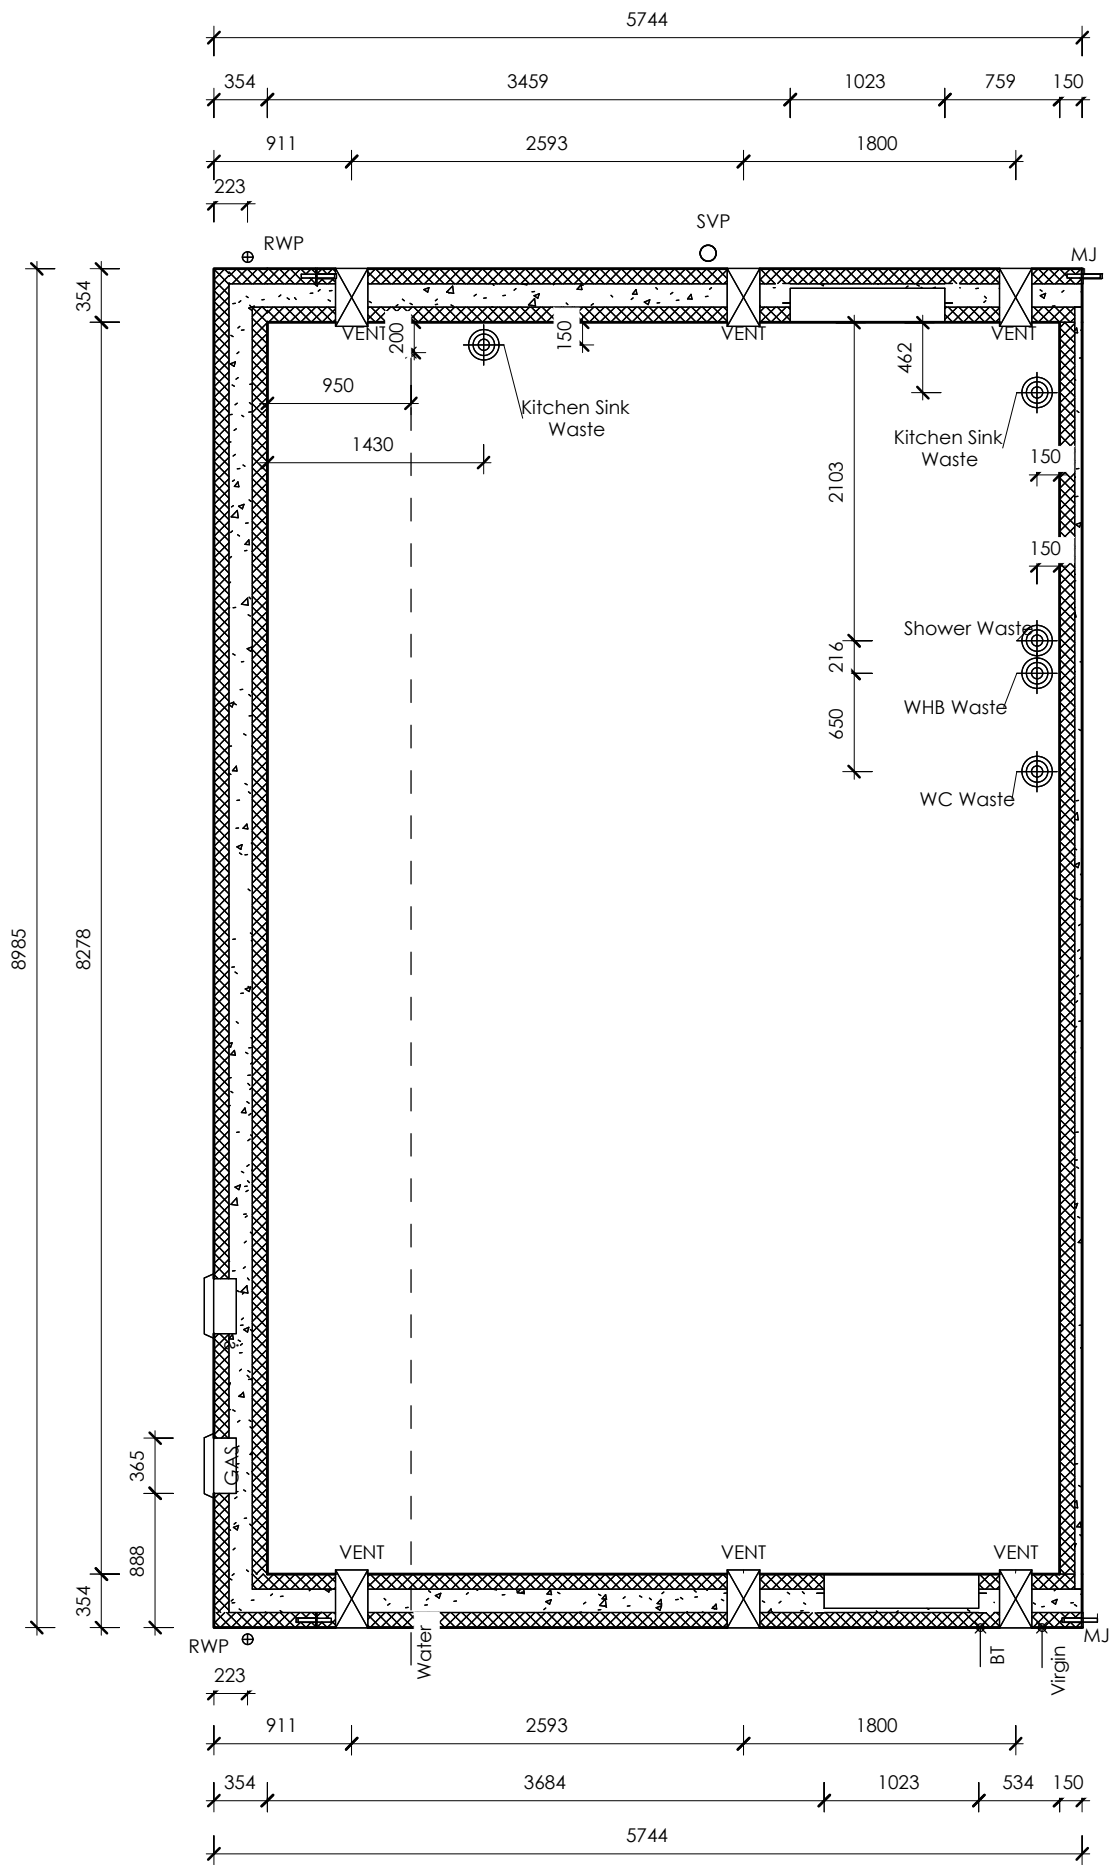 5744
354 3459 1023 759 150
911 2593 1800
223
SVP
RWP
MJ
354
VENT
200
150
VENT
462
VENT
950
Kitchen Sink
Waste
Kitchen Sink
Waste
1430
150
2103
150
Shower Waste
216
WHB Waste
650
WC Waste
8985
8278
GAS
365
888
VENT
VENT
VENT
354
RWP
Water
BT
Virgin
MJ
223
911 2593 1800
354 3684 1023 534 150
5744